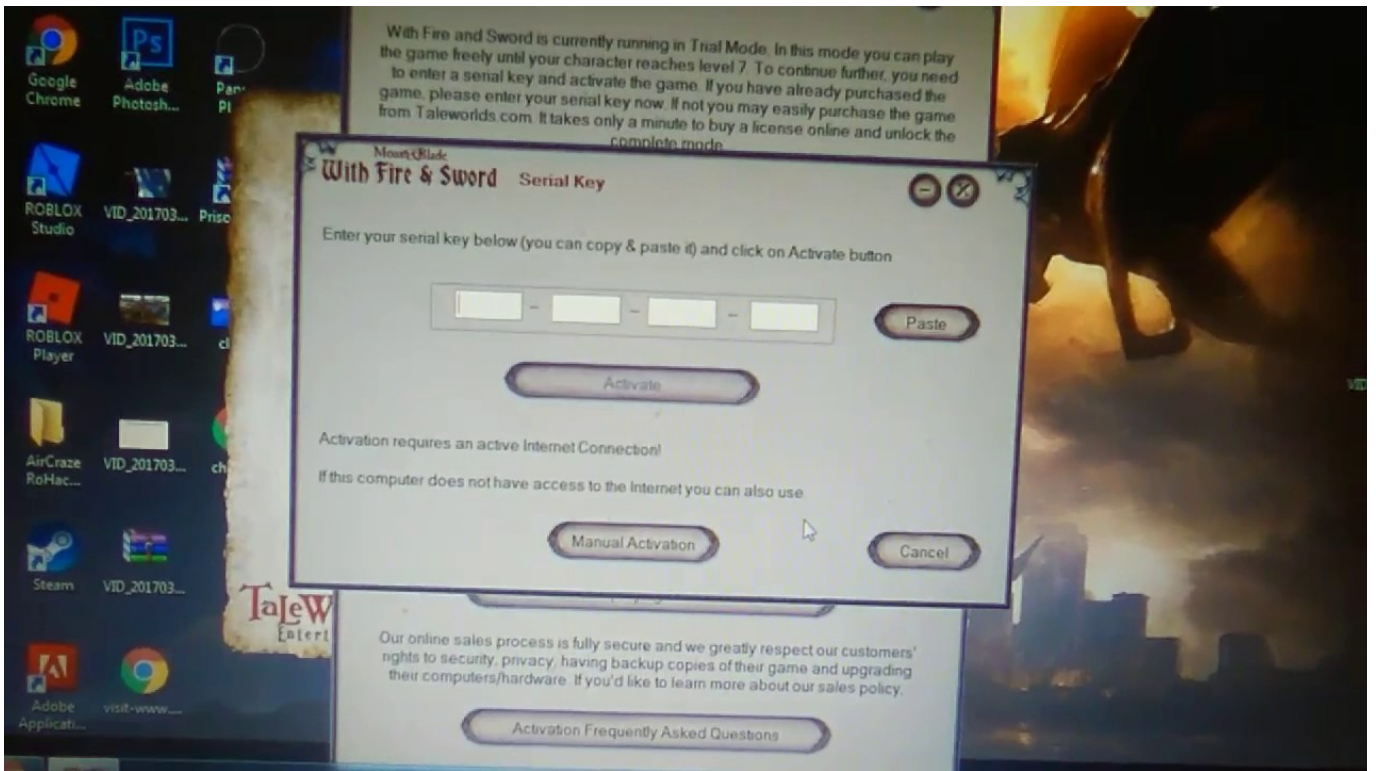 Google
Chrome
Adobe
Photosh...
ROBLOX
Studio
VID_201703...
Prisc
ROBLOX
Player
VID_201703...
AirCraze
RoHac...
VID_201703...
Steam
VID_201703...
Adobe
Applicati...
visit-www....
With Fire and Sword is currently running in Trial Mode. In this mode you can play
the game freely until your character reaches level 7. To continue further, you need
to enter a serial key and activate the game. If you have already purchased the
game, please enter your serial key now. If not you may easily purchase the game
from Taleworlds.com. It takes only a minute to buy a license online and unlock the
complete mode
Mount&Blade
With Fire & Sword Serial Key
Enter your serial key below (you can copy & paste it) and click on Activate button
- - -
Paste
Activate
Activation requires an active Internet Connection!
If this computer does not have access to the Internet you can also use
Manual Activation
Cancel
TaleW
Entert
Our online sales process is fully secure and we greatly respect our customers'
rights to security, privacy, having backup copies of their game and upgrading
their computers/hardware. If you'd like to learn more about our sales policy,
Activation Frequently Asked Questions